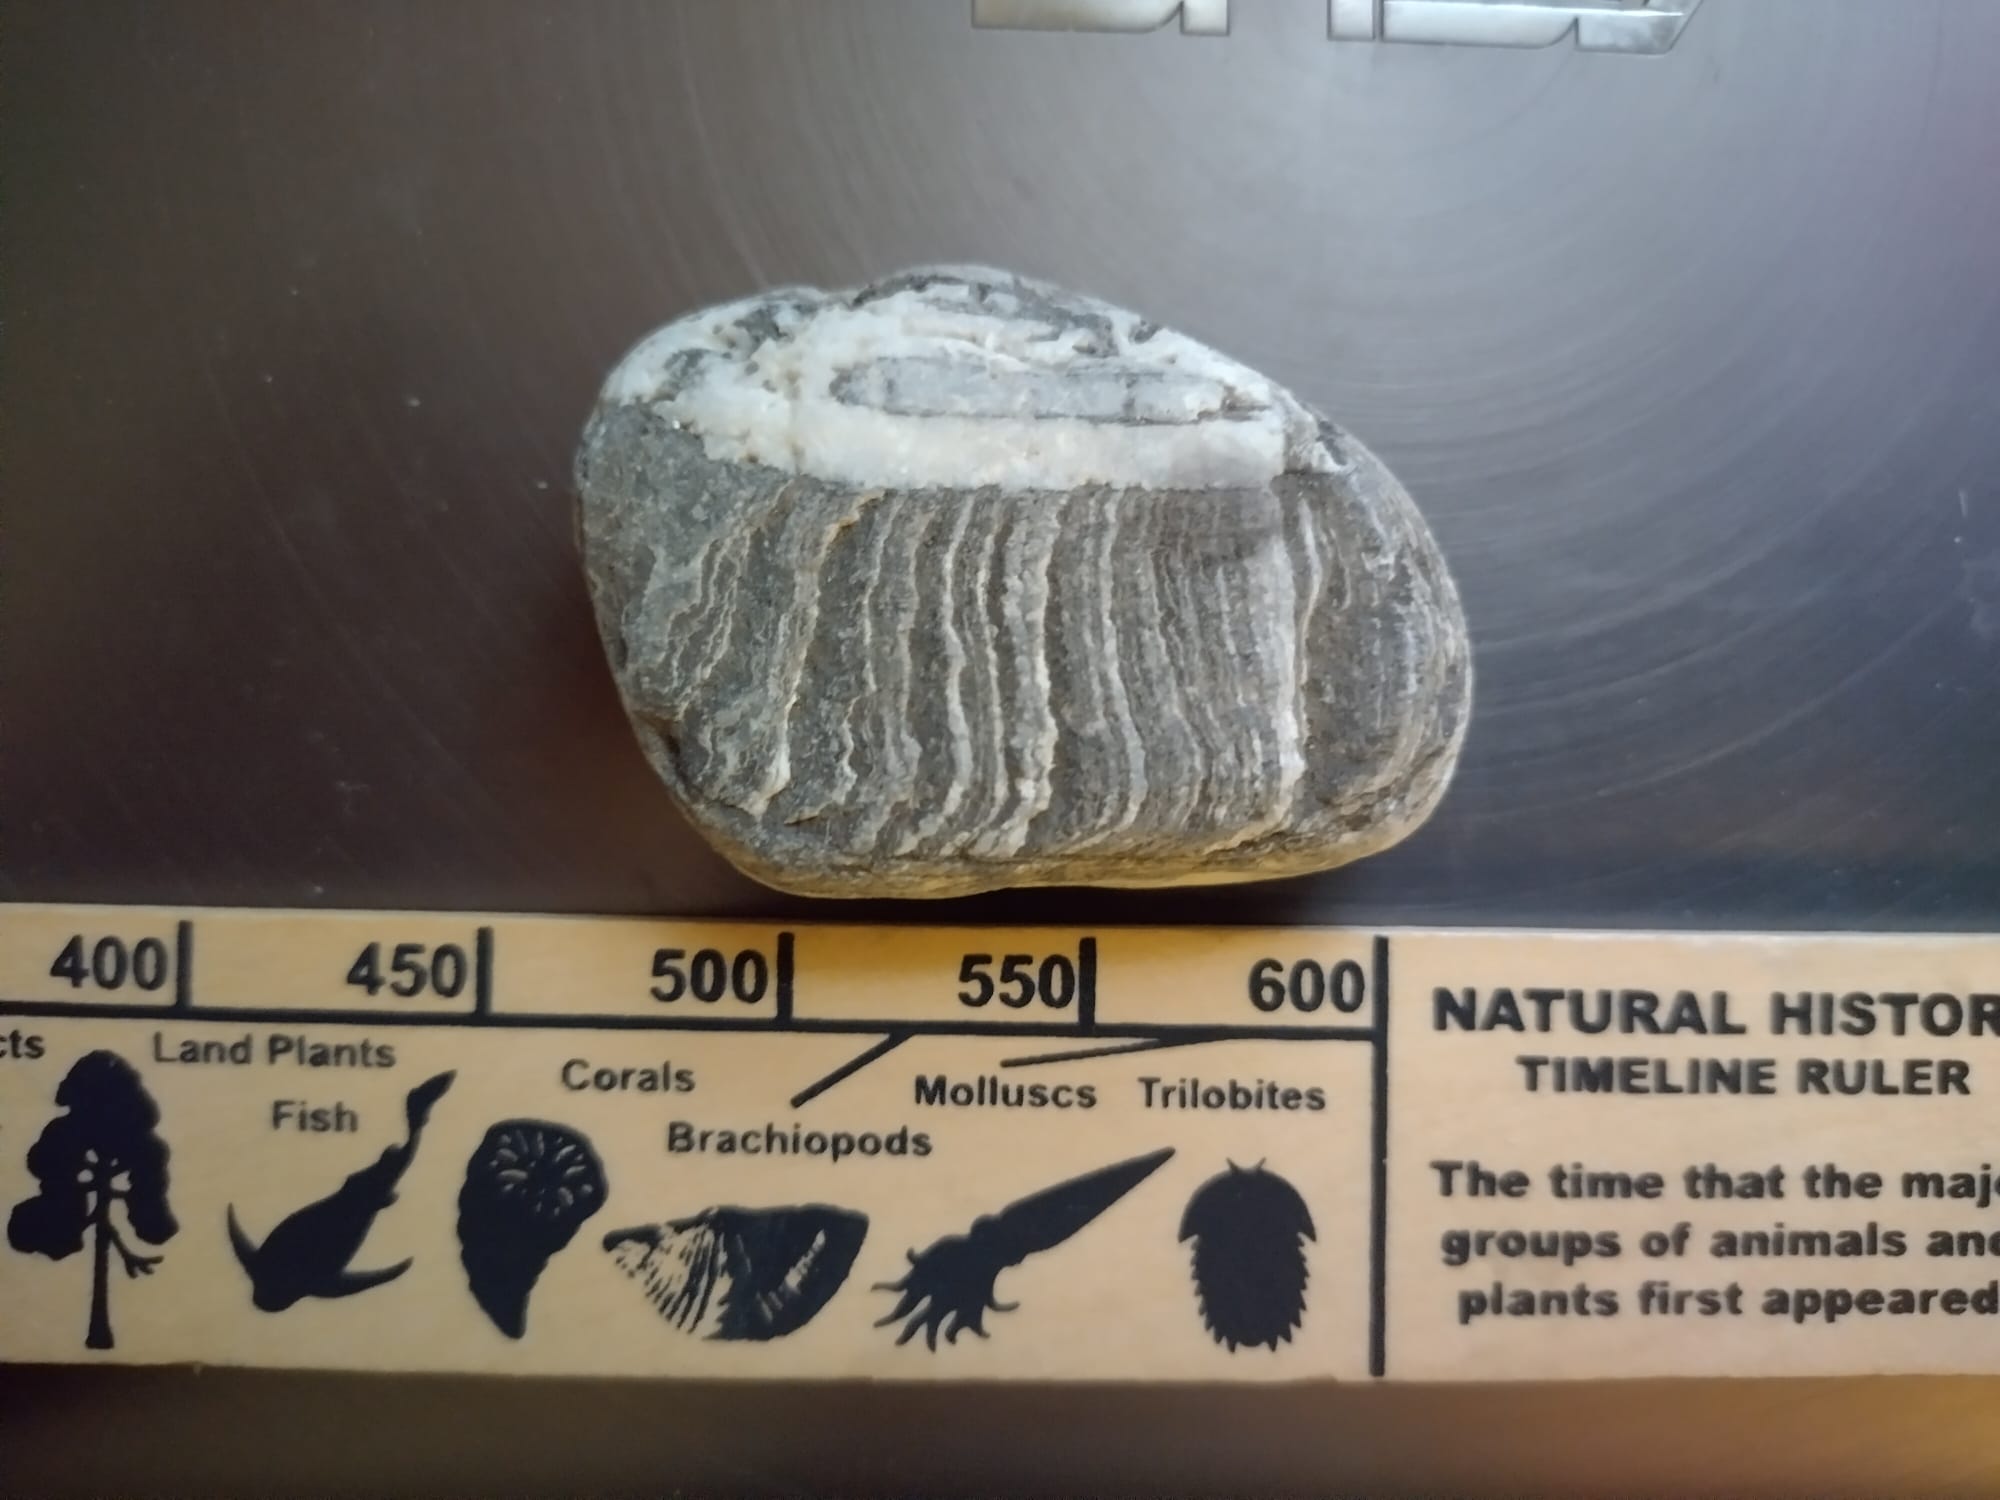 400 450 500 550 600
cts Land Plants
Fish
Corals
Brachiopods
Molluscs
Trilobites
NATURAL HISTOR
TIMELINE RULER
The time that the maj
groups of animals and
plants first appeared